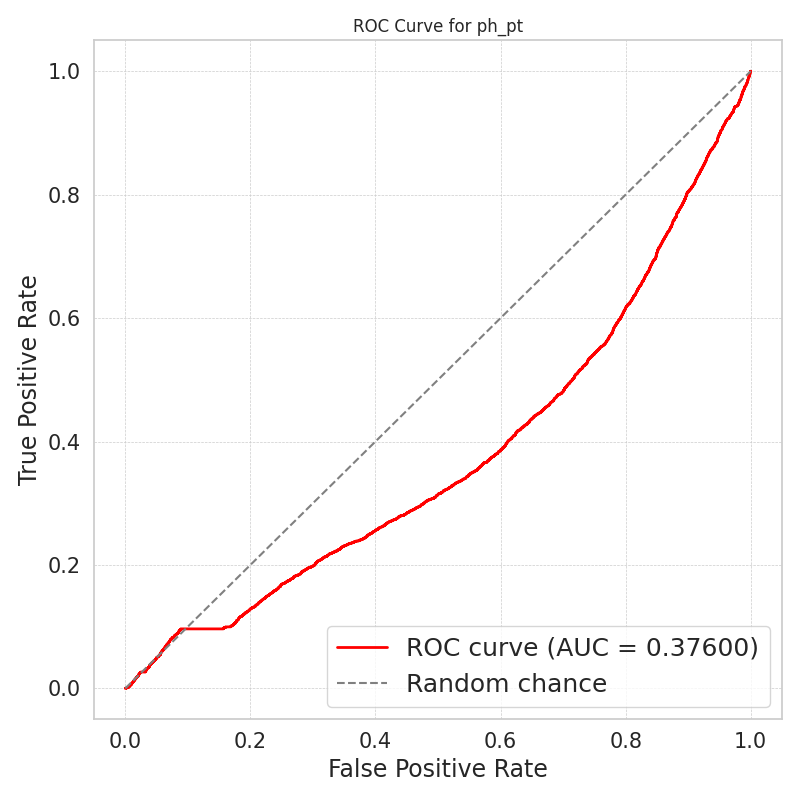 ROC Curve for ph_pt
True Positive Rate
1.0
0.8
0.6
0.4
0.2
0.0
ROC curve (AUC = 0.37600)
Random chance
0.0 0.2 0.4 0.6 0.8 1.0
False Positive Rate